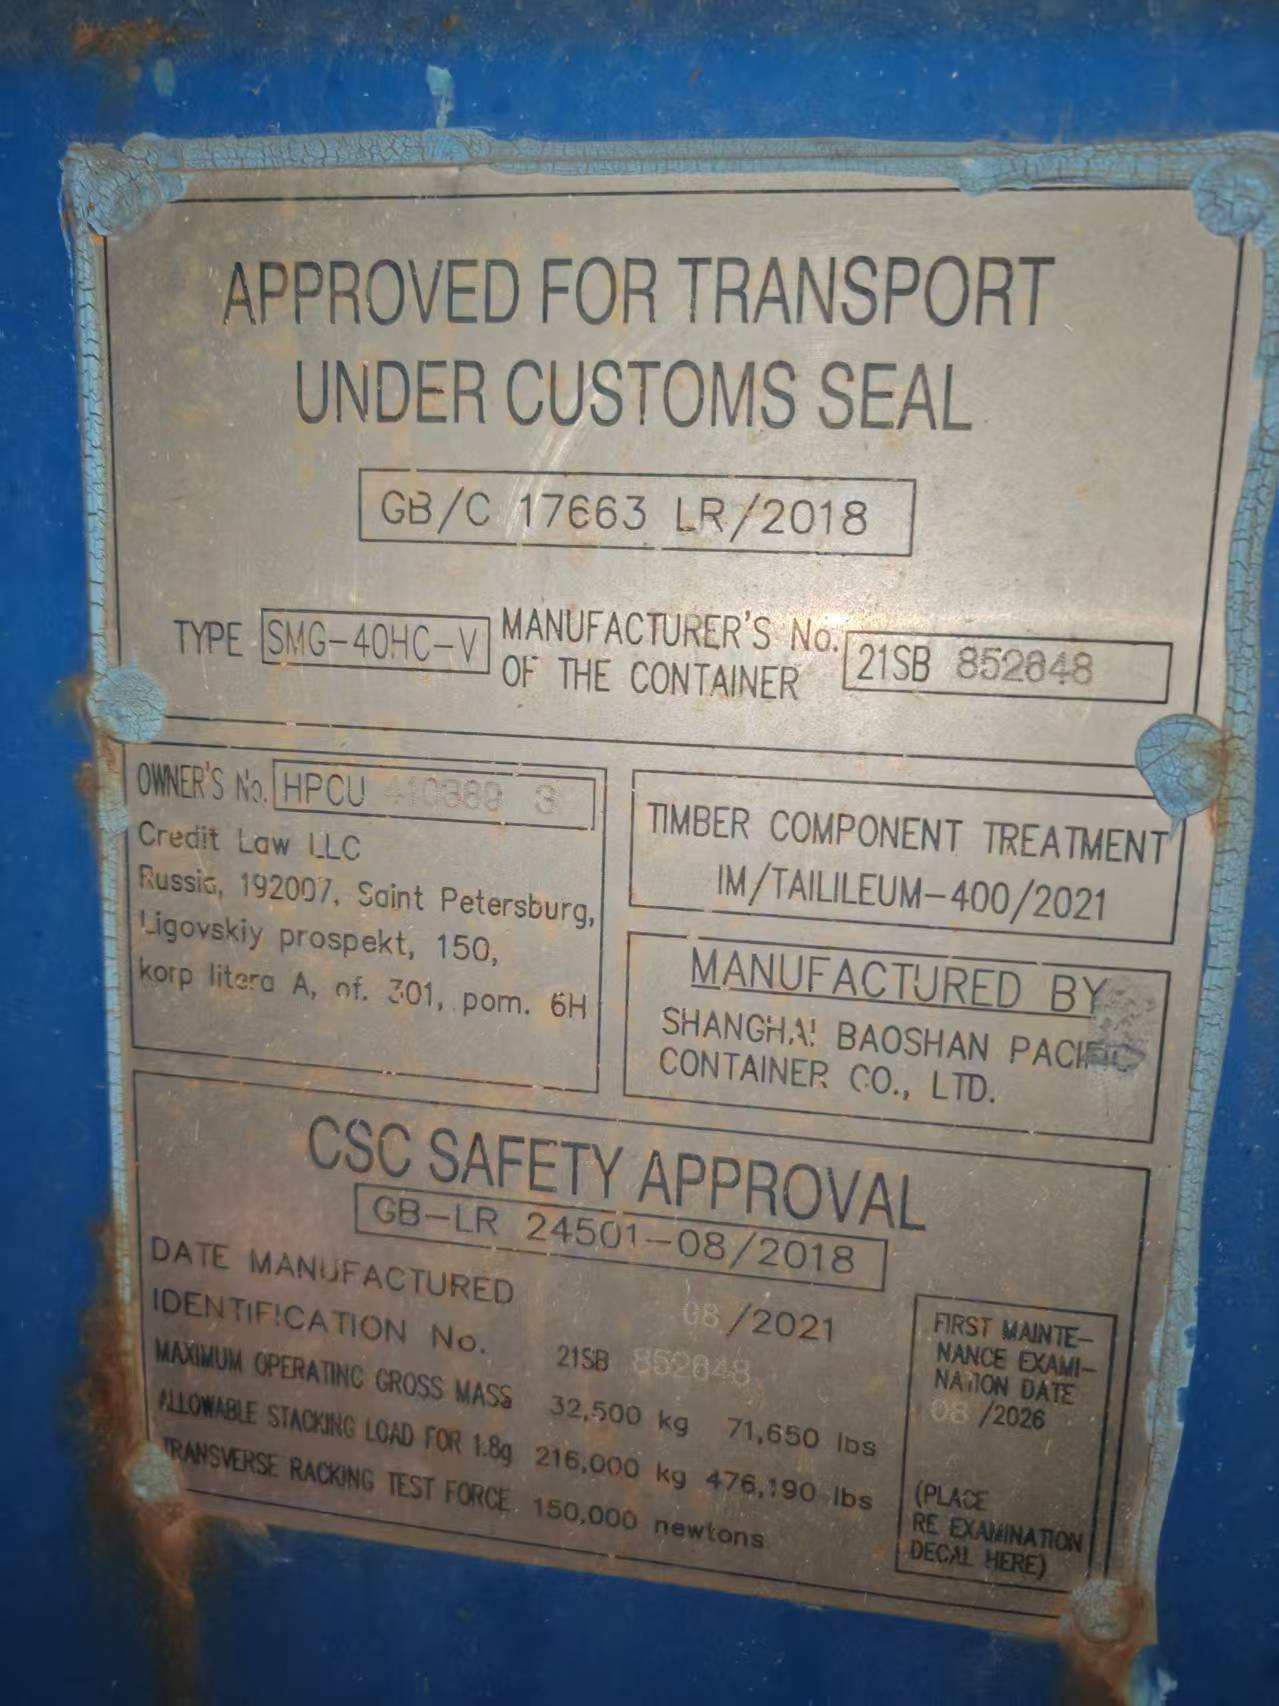 APPROVED FOR TRANSPORT
UNDER CUSTOMS SEAL
GB/C 17663 LR/2018
TYPE SMG-40HC-V MANUFACTURER'S No.
OF THE CONTAINER 21SB 852648
OWNER'S No. HPCU 410389 3
Credit Law LLC
Russia, 192007, Saint Petersburg,
Ligovskiy prospekt, 150,
korp litera A, of. 301, pom. 6H
TIMBER COMPONENT TREATMENT
IM/TAILILEUM-400/2021
MANUFACTURED BY
SHANGHAI BAOSHAN PACIFIC
CONTAINER CO., LTD.
CSC SAFETY APPROVAL
GB-LR 24501-08/2018
DATE MANUFACTURED 08/2021
IDENTIFICATION No. 21SB 852648
MAXIMUM OPERATING GROSS MASS 32,500 kg 71,650 lbs
ALLOWABLE STACKING LOAD FOR 1.8g 216,000 kg 476,190 lbs
TRANSVERSE RACKING TEST FORCE 150,000 newtons
FIRST MAINTE-
NANCE EXAMI-
NATION DATE
08/2026
(PLACE
RE EXAMINATION
DECAL HERE)